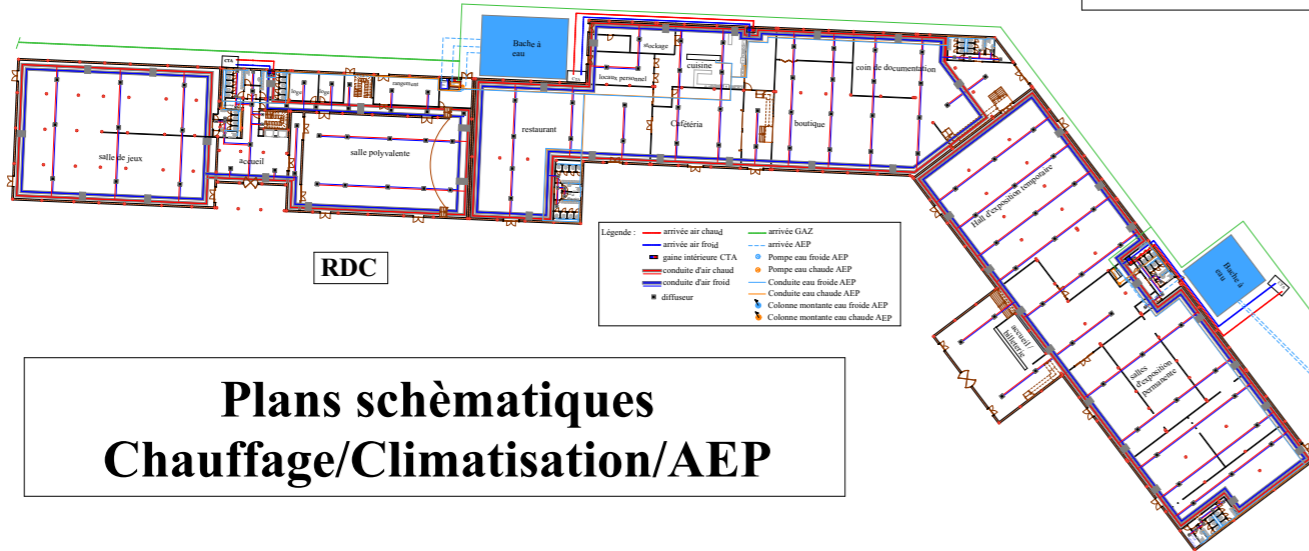 Bache à
eau
CTA
CTA
stockage
locaux personnel
cuisine
coin de documentation
loge
loge
rangement
restaurant
Cafétéria
boutique
salle de jeux
accueil
salle polyvalente
Hall d'exposition temporaire
Bache à
eau
accueil /
billeterie
salles
d'exposition
permanente
RDC
Légende :
arrivée air chaud
arrivée air froid
gaine intérieure CTA
conduite d'air chaud
conduite d'air froid
diffuseur
arrivée GAZ
arrivée AEP
Pompe eau froide AEP
Pompe eau chaude AEP
Conduite eau froide AEP
Conduite eau chaude AEP
Colonne montante eau froide AEP
Colonne montante eau chaude AEP
Plans schèmatiques
Chauffage/Climatisation/AEP